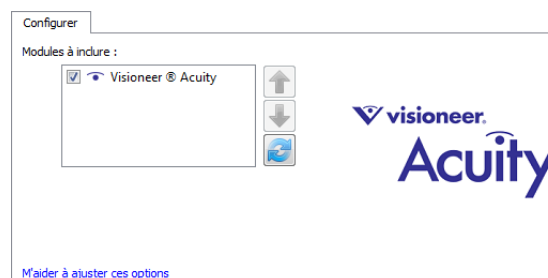 Configurer
Modules à inclure :
Visioneer ® Acuity
visioneer.
Acuity
M'aider à ajuster ces options